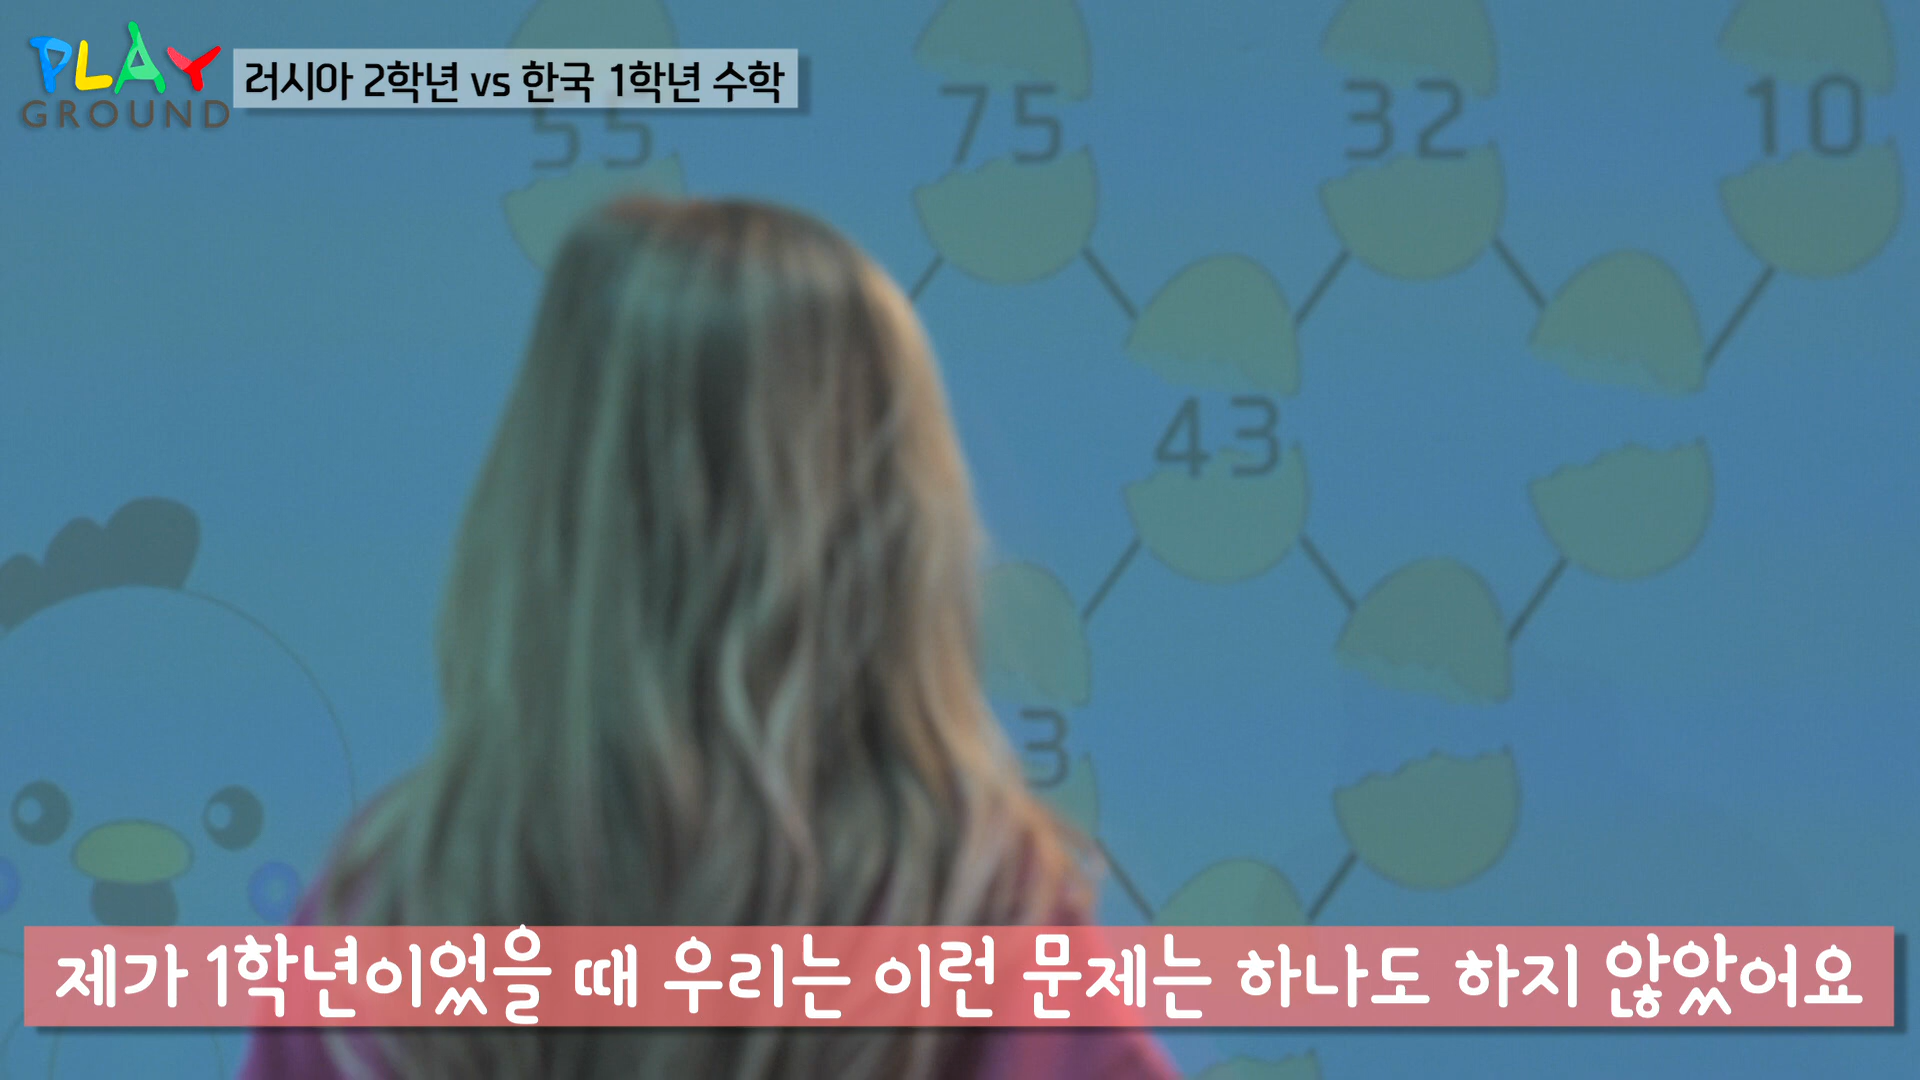 PLAY
GROUND
러시아 2학년 vs 한국 1학년 수학
55 75 32 10
43
3
제가 1학년이었을 때 우리는 이런 문제는 하나도 하지 않았어요